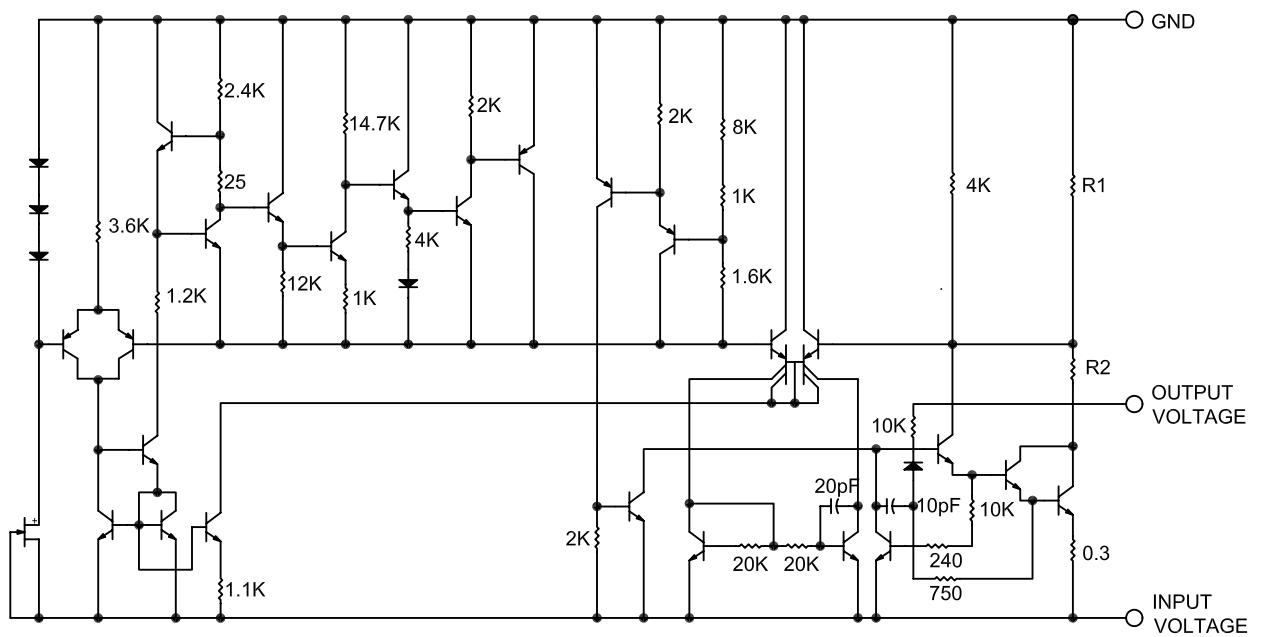 GND
2.4K
2K
14.7K
2K
8K
25
1K
4K
R1
3.6K
4K
12K
1.6K
1.2K
1K
R2
OUTPUT
VOLTAGE
10K
20pF
10pF
10K
2K
20K
20K
240
0.3
1.1K
750
INPUT
VOLTAGE